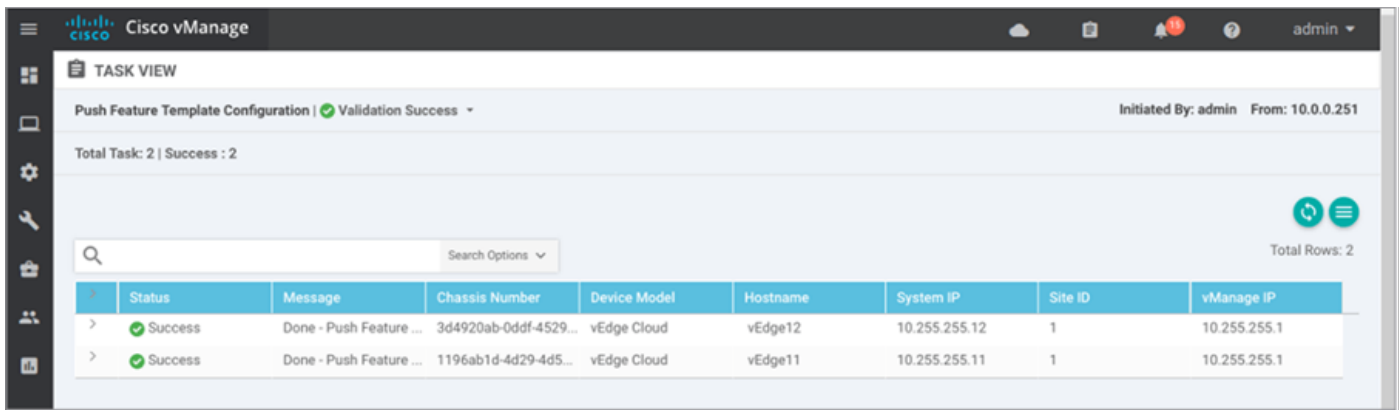 cisco Cisco vManage 15 admin
TASK VIEW
Push Feature Template Configuration | Validation Success Initiated By: admin From: 10.0.0.251
Total Task: 2 | Success : 2
Search Options Total Rows: 2
Status Message Chassis Number Device Model Hostname System IP Site ID vManage IP
Success Done - Push Feature ... 3d4920ab-0ddf-4529... vEdge Cloud vEdge12 10.255.255.12 1 10.255.255.1
Success Done - Push Feature ... 1196ab1d-4d29-4d5... vEdge Cloud vEdge11 10.255.255.11 1 10.255.255.1